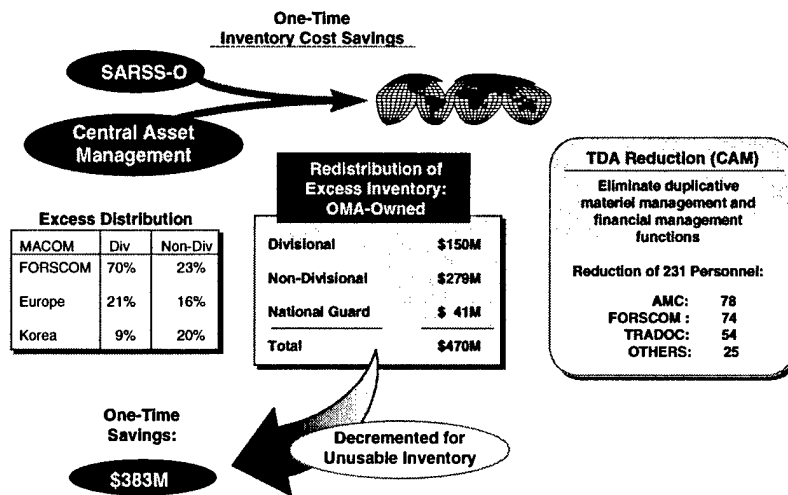 One-Time
Inventory Cost Savings
SARSS-O
Central Asset
Management
Excess Distribution
MACOM Div Non-Div
FORSCOM 70% 23%
Europe 21% 16%
Korea 9% 20%
Redistribution of
Excess Inventory:
OMA-Owned
Divisional $150M
Non-Divisional $279M
National Guard $ 41M
Total $470M
TDA Reduction (CAM)
Eliminate duplicative
materiel management and
financial management
functions
Reduction of 231 Personnel:
AMC: 78
FORSCOM : 74
TRADOC: 54
OTHERS: 25
One-Time
Savings:
$383M
Decremented for
Unusable Inventory